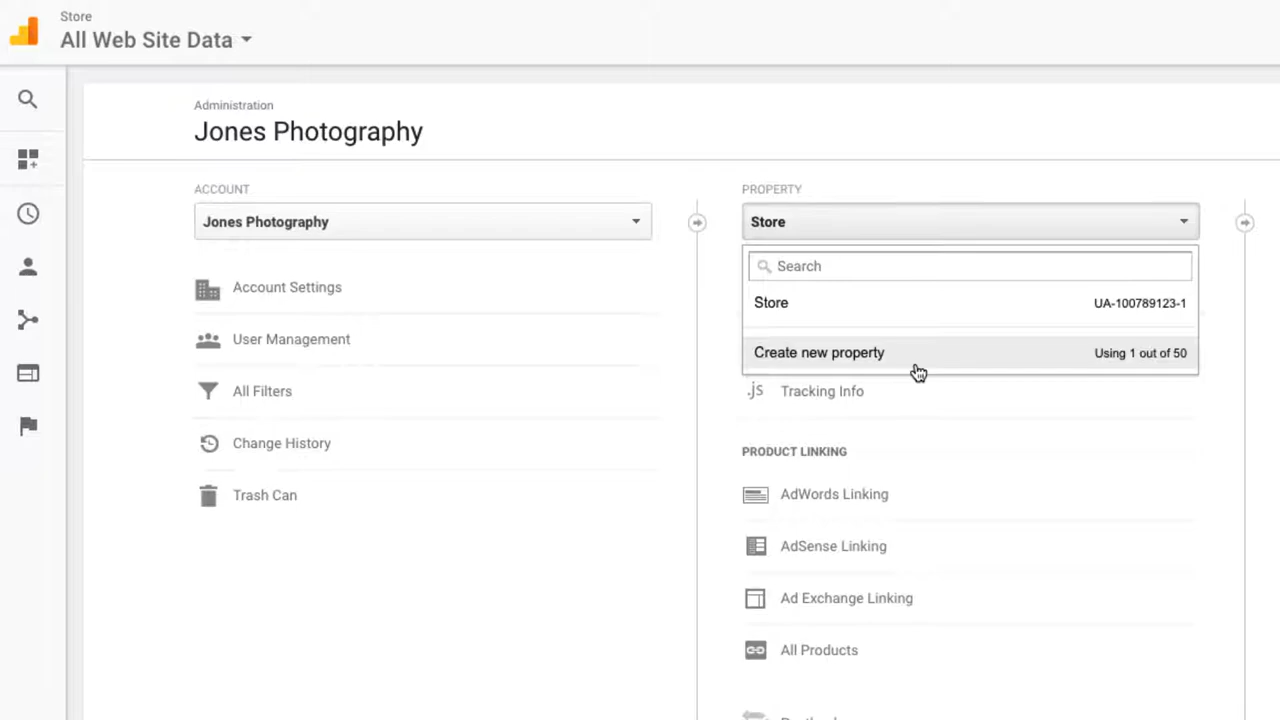 Store
All Web Site Data
Administration
Jones Photography
ACCOUNT
Jones Photography
Account Settings
User Management
All Filters
Change History
Trash Can
PROPERTY
Store
Search
Store UA-100789123-1
Create new property Using 1 out of 50
.js Tracking Info
PRODUCT LINKING
AdWords Linking
AdSense Linking
Ad Exchange Linking
All Products